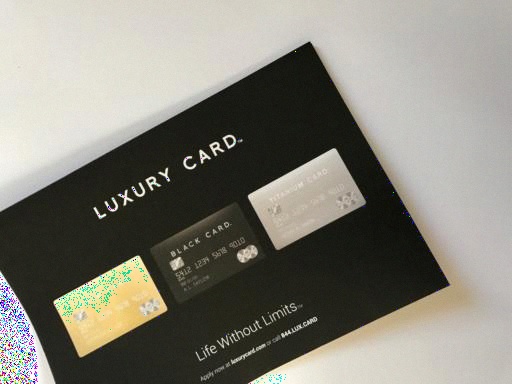 LUXURY CARD™
TITANIUM CARD
BLACK CARD.
5412 1234 5678 9010
Life Without Limits™
Apply now at luxurycard.com or call 844.LUX.CARD